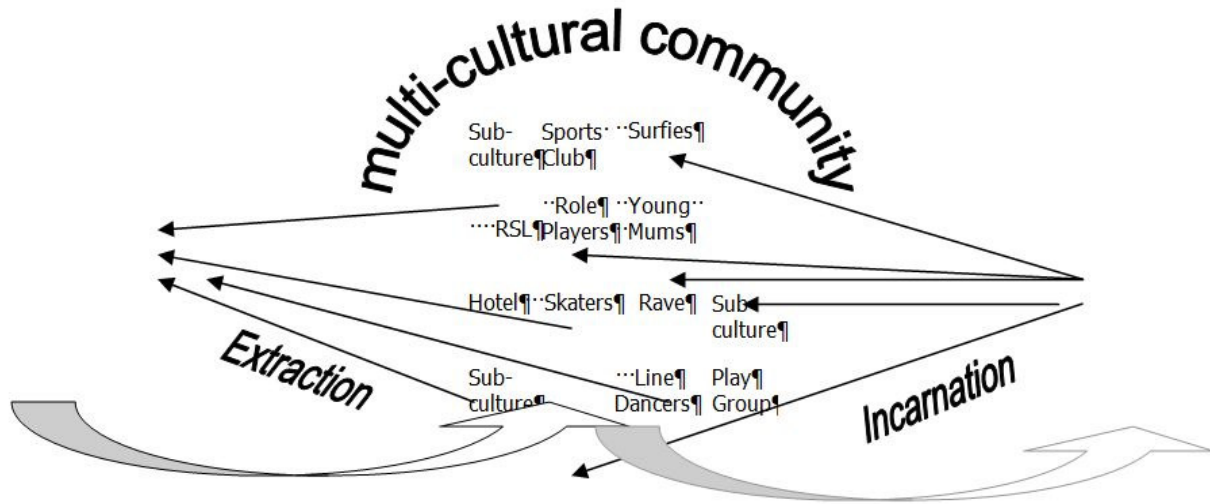 multi-cultural community
Sub- Sports· ··Surfies¶
culture¶Club¶
··Role¶ ··Young··
····RSL¶Players¶·Mums¶
Hotel¶··Skaters¶ Rave¶ Sub-
culture¶
Extraction
Sub- ···Line¶ Play¶
culture¶ Dancers¶ Group¶
Incarnation